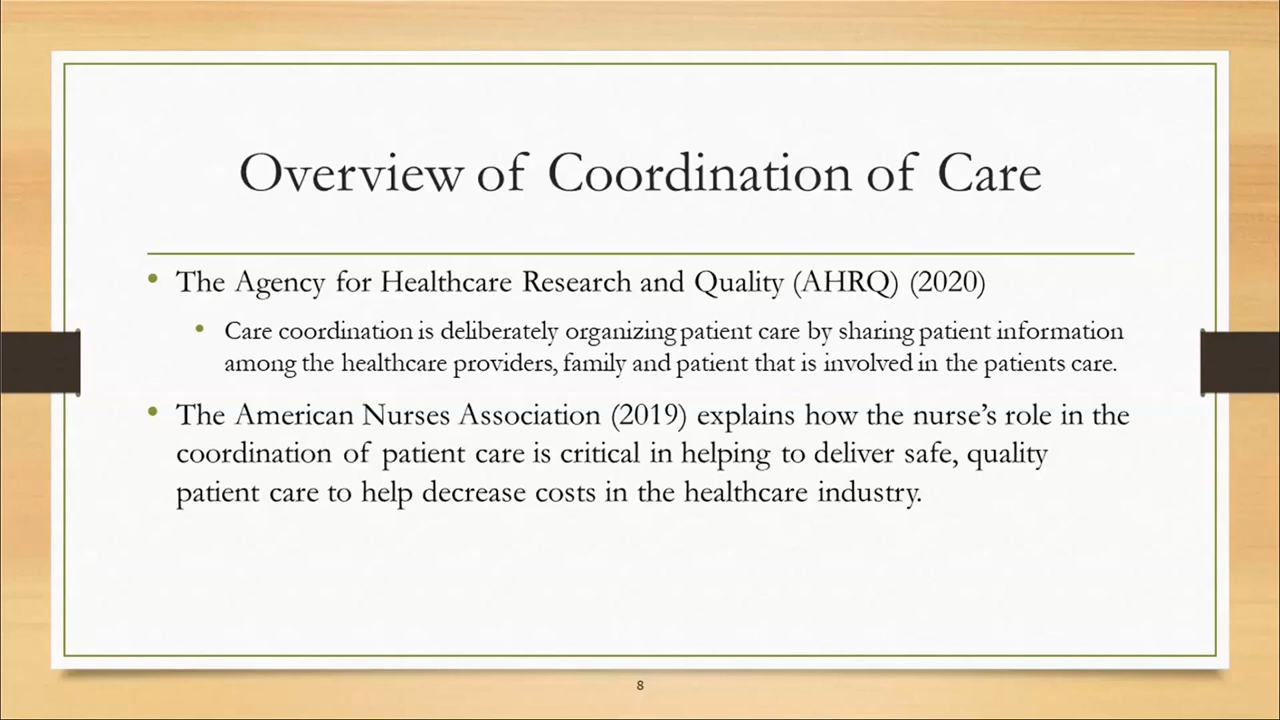 Overview of Coordination of Care
• The Agency for Healthcare Research and Quality (AHRQ) (2020)
• Care coordination is deliberately organizing patient care by sharing patient information
among the healthcare providers, family and patient that is involved in the patients care.
• The American Nurses Association (2019) explains how the nurse’s role in the
coordination of patient care is critical in helping to deliver safe, quality
patient care to help decrease costs in the healthcare industry.
8